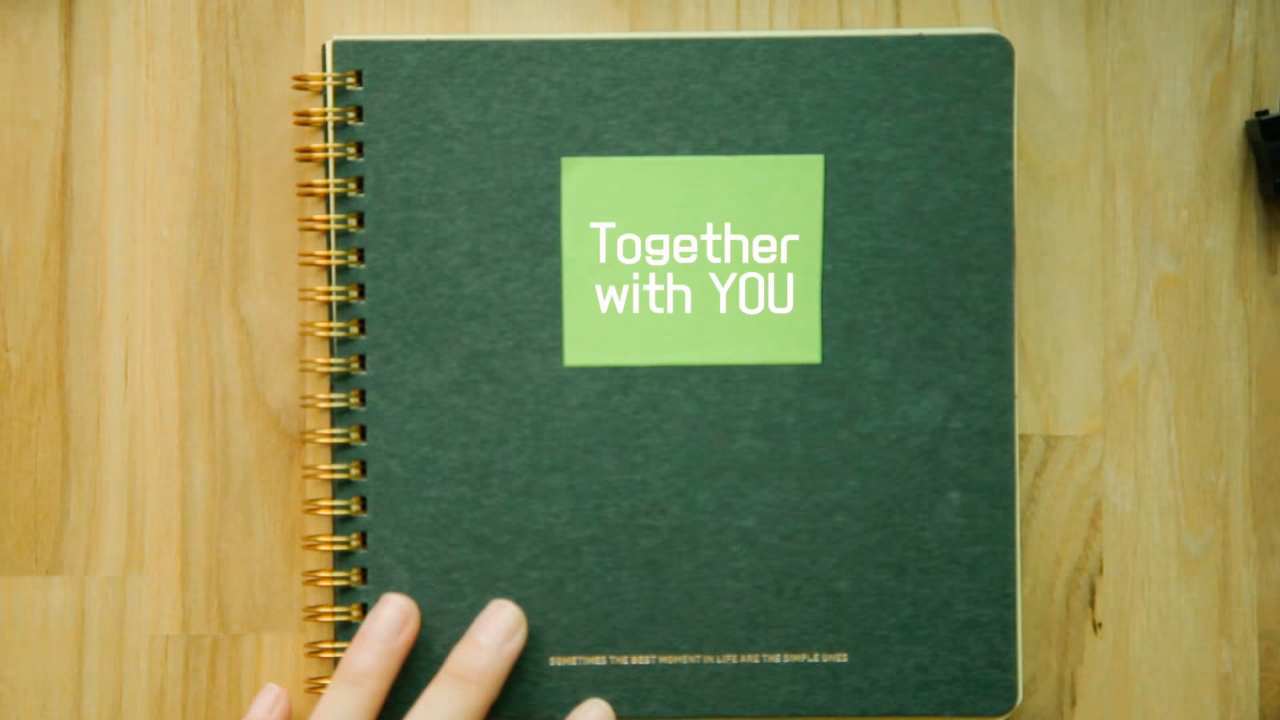 Together
with YOU
SOMETIMES THE BEST MOMENT IN LIFE ARE THE SIMPLE ONES